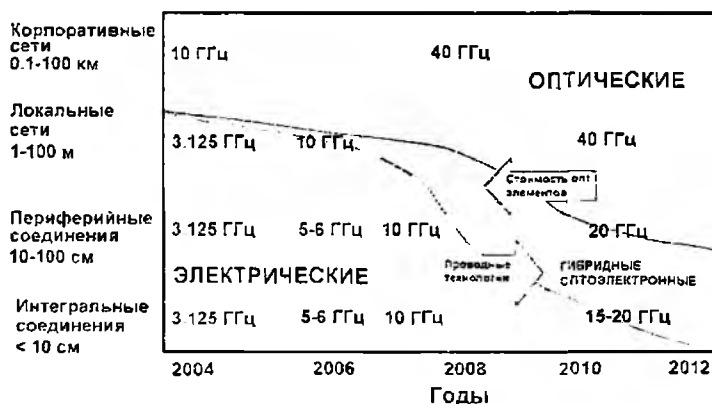 Корпоративные
сети
0.1-100 км
10 ГГц 40 ГГц
ОПТИЧЕСКИЕ
Локальные
сети
1-100 м
3.125 ГГц 10 ГГц 40 ГГц
Стоимость опт
элементов
Периферийные
соединения
10-100 см
3.125 ГГц 5-6 ГГц 10 ГГц 20 ГГц
ЭЛЕКТРИЧЕСКИЕ
Проводные
технологии
ГИБРИДНЫЕ
ОПТОЭЛЕКТРОННЫЕ
Интегральные
соединения
< 10 см
3.125 ГГц 5-6 ГГц 10 ГГц 15-20 ГГц
2004 2006 2008 2010 2012
Годы